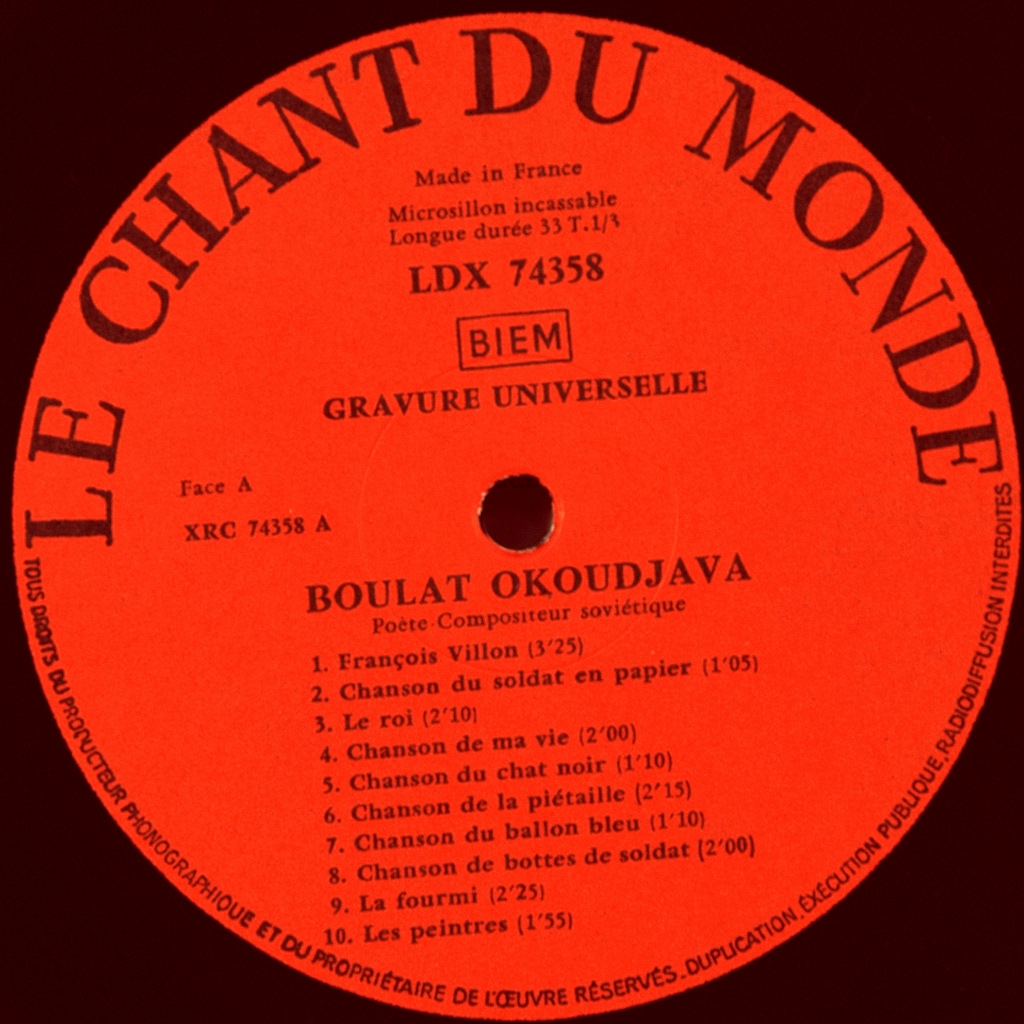 LE CHANT DU MONDE
Made in France
Microsillon incassable
Longue durée 33 T.1/3
LDX 74358
BIEM
GRAVURE UNIVERSELLE
Face A
XRC 74358 A
BOULAT OKOUDJAVA
Poète-Compositeur soviétique
1. François Villon (3′25)
2. Chanson du soldat en papier (1′05)
3. Le roi (2′10)
4. Chanson de ma vie (2′00)
5. Chanson du chat noir (1′10)
6. Chanson de la piétaille (2′15)
7. Chanson du ballon bleu (1′10)
8. Chanson de bottes de soldat (2′00)
9. La fourmi (2′25)
10. Les peintres (1′55)
TOUS DROITS DU PRODUCTEUR PHONOGRAPHIQUE ET DU PROPRIÉTAIRE DE L'ŒUVRE RÉSERVÉS. DUPLICATION. EXÉCUTION PUBLIQUE. RADIODIFFUSION INTERDITES